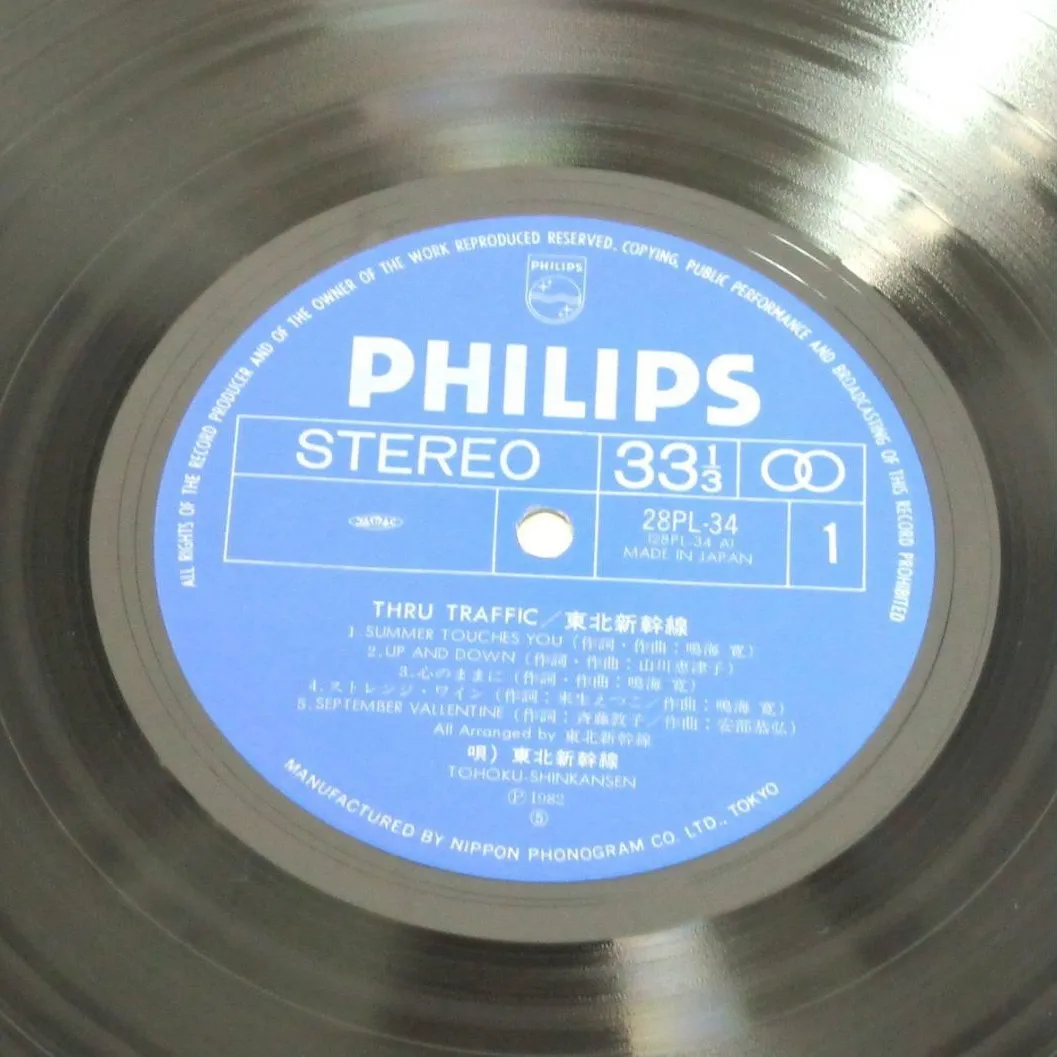 ALL RIGHTS OF THE RECORD PRODUCER AND OF THE OWNER OF THE WORK REPRODUCED RESERVED. COPYING, PUBLIC PERFORMANCE AND BROADCASTING OF THIS RECORD PROHIBITED
PHILIPS
PHILIPS
STEREO
33 1/3
28PL-34
(28PL 34 A)
MADE IN JAPAN
1
THRU TRAFFIC/東北新幹線
1. SUMMER TOUCHES YOU (作詞・作曲:鳴海 寛)
2. UP AND DOWN (作詞・作曲:山川恵津子)
3. 心のままに (作詞・作曲:鳴海 寛)
4. ストレンジ・ワイン (作詞:来生えつこ/作曲:鳴海 寛)
5. SEPTEMBER VALLENTINE (作詞:斉藤敦子/作曲:安部恭弘)
All Arranged by 東北新幹線
唄) 東北新幹線
TOHOKU-SHINKANSEN
Ⓟ1982
⑤
MANUFACTURED BY NIPPON PHONOGRAM CO. LTD., TOKYO